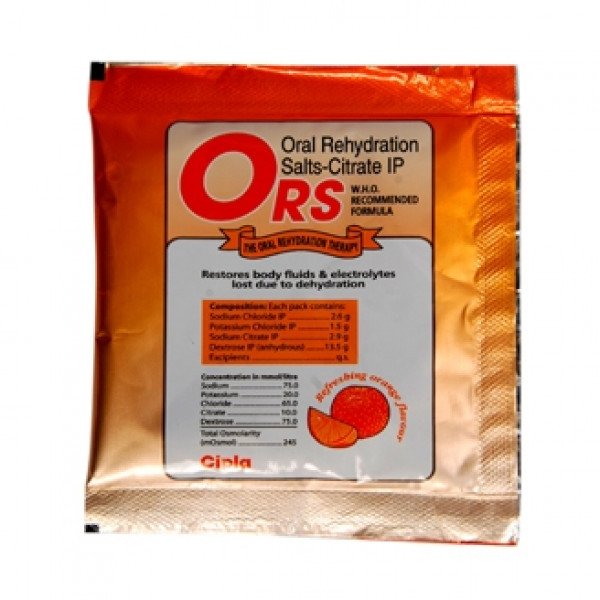 ORS
Oral Rehydration
Salts-Citrate IP
W.H.O.
RECOMMENDED
FORMULA
THE ORAL REHYDRATION THERAPY
Restores body fluids & electrolytes
lost due to dehydration
Composition: Each pack contains:
Sodium Chloride IP ............ 2.6 g
Potassium Chloride IP ......... 1.5 g
Sodium Citrate IP ............. 2.9 g
Dextrose IP (anhydrous) ....... 13.5 g
Excipients .................... q.s.
Concentration in mmol/litre
Sodium ............ 75.0
Potassium ......... 20.0
Chloride .......... 65.0
Citrate ........... 10.0
Dextrose .......... 75.0
Total Osmolarity
(mOsmol) .......... 245
Refreshing orange flavour
Cipla